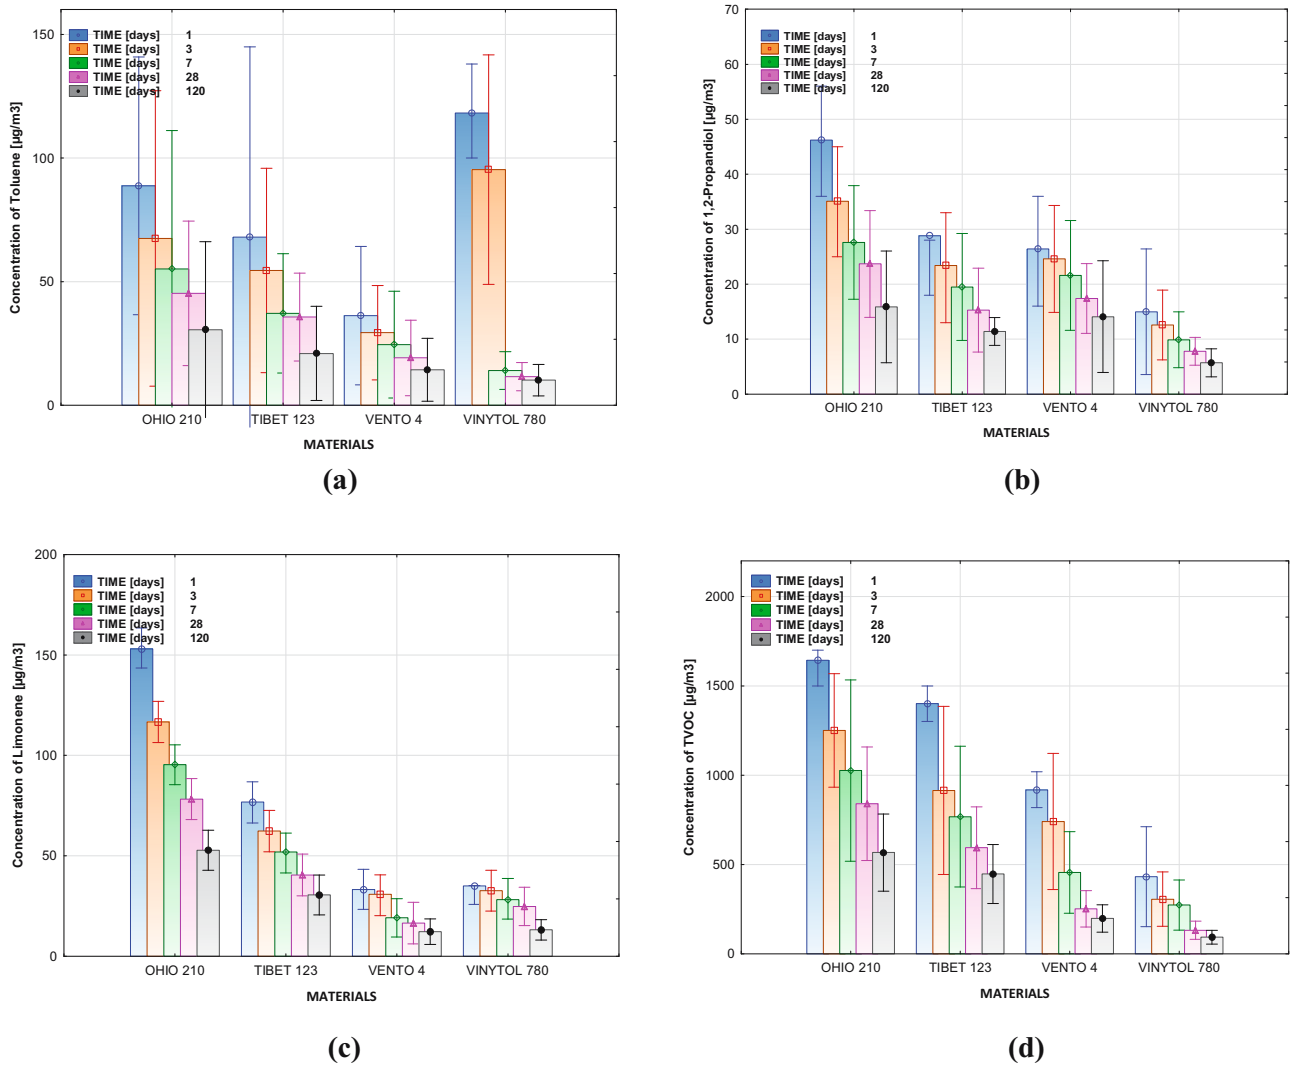 Concentration of Toluene [µg/m3]
150
100
50
0
TIME [days] 1
TIME [days] 3
TIME [days] 7
TIME [days] 28
TIME [days] 120
OHIO 210 TIBET 123 VENTO 4 VINYTOL 780
MATERIALS
(a)
Concentration of 1,2-Propandiol [µg/m3]
70
60
50
40
30
20
10
0
TIME [days] 1
TIME [days] 3
TIME [days] 7
TIME [days] 28
TIME [days] 120
OHIO 210 TIBET 123 VENTO 4 VINYTOL 780
MATERIALS
(b)
Concentration of Limonene [µg/m3]
200
150
100
50
0
TIME [days] 1
TIME [days] 3
TIME [days] 7
TIME [days] 28
TIME [days] 120
OHIO 210 TIBET 123 VENTO 4 VINYTOL 780
MATERIALS
(c)
Concentration of TVOC [µg/m3]
2000
1500
1000
500
0
TIME [days] 1
TIME [days] 3
TIME [days] 7
TIME [days] 28
TIME [days] 120
OHIO 210 TIBET 123 VENTO 4 VINYTOL 780
MATERIALS
(d)